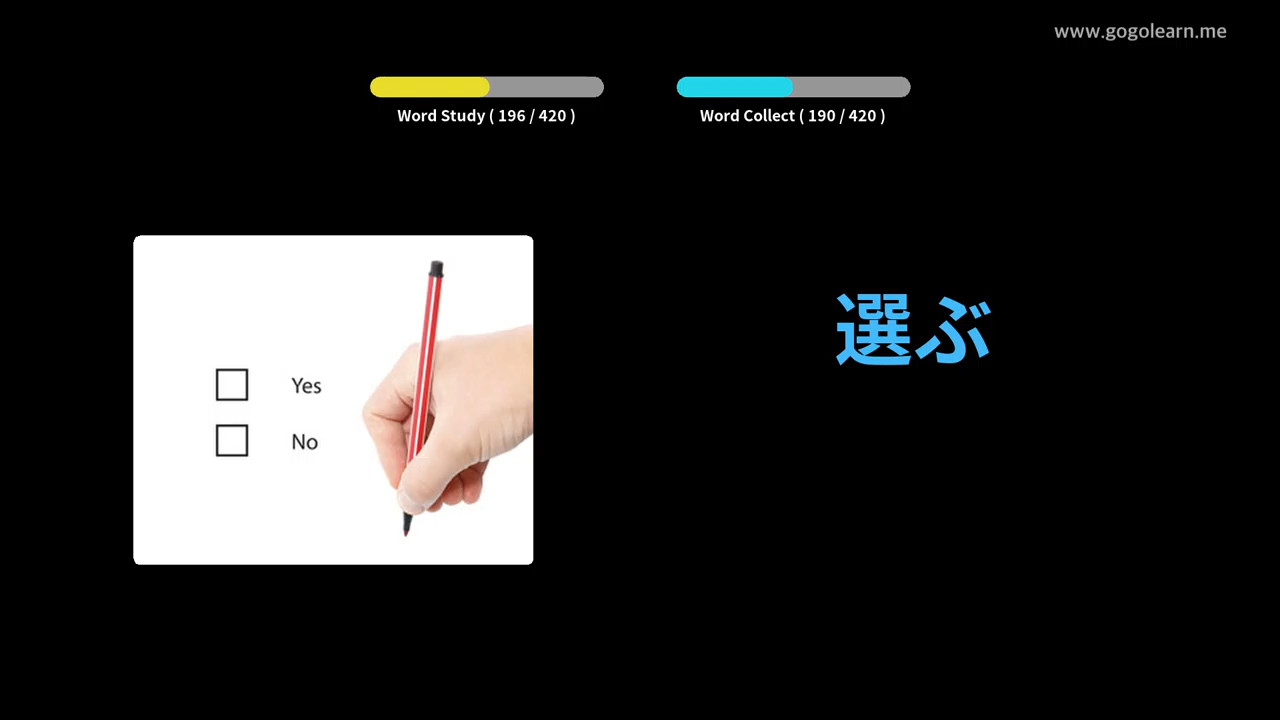 www.gogolearn.me
Word Study ( 196 / 420 )
Word Collect ( 190 / 420 )
Yes
No
選ぶ